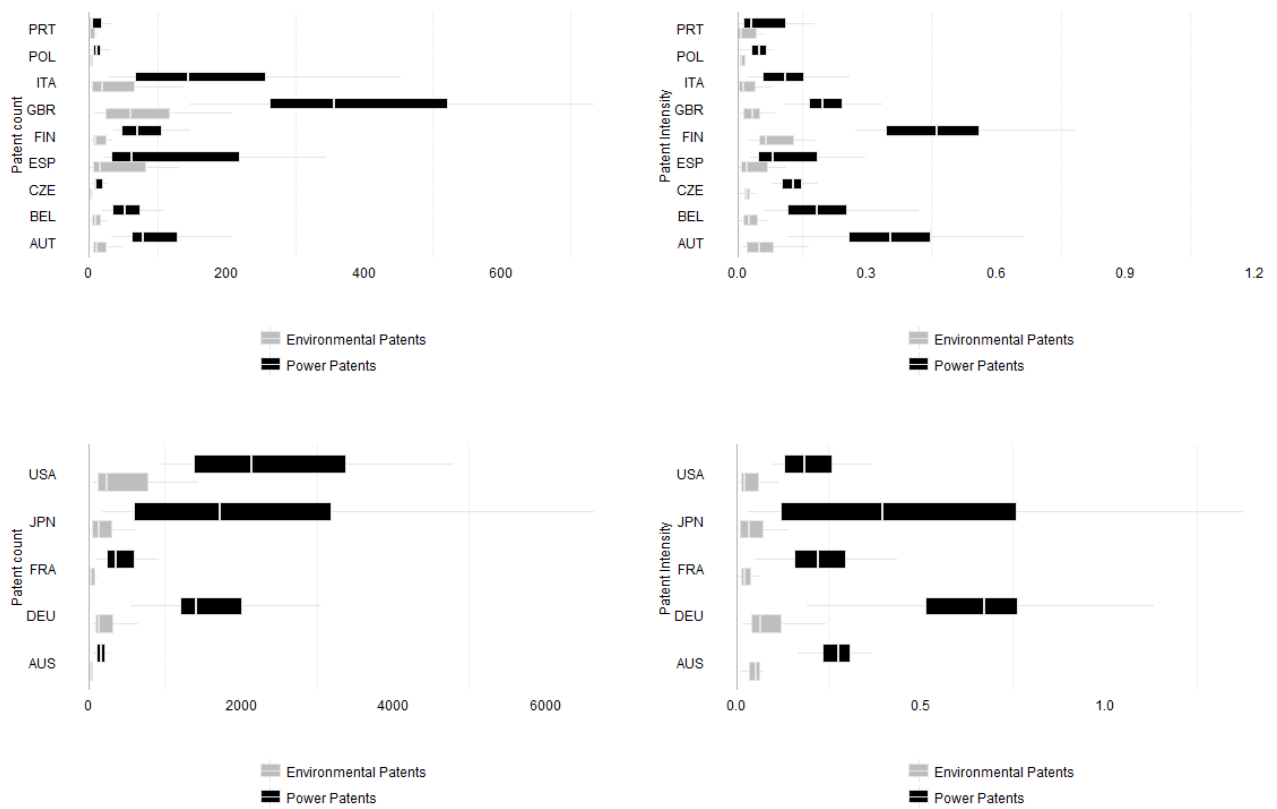 PRT
POL
ITA
GBR
FIN
ESP
CZE
BEL
AUT
Patent count
0 200 400 600
Environmental Patents
Power Patents
PRT
POL
ITA
GBR
FIN
ESP
CZE
BEL
AUT
Patent Intensity
0.0 0.3 0.6 0.9 1.2
Environmental Patents
Power Patents
USA
JPN
FRA
DEU
AUS
Patent count
0 2000 4000 6000
Environmental Patents
Power Patents
USA
JPN
FRA
DEU
AUS
Patent Intensity
0.0 0.5 1.0
Environmental Patents
Power Patents